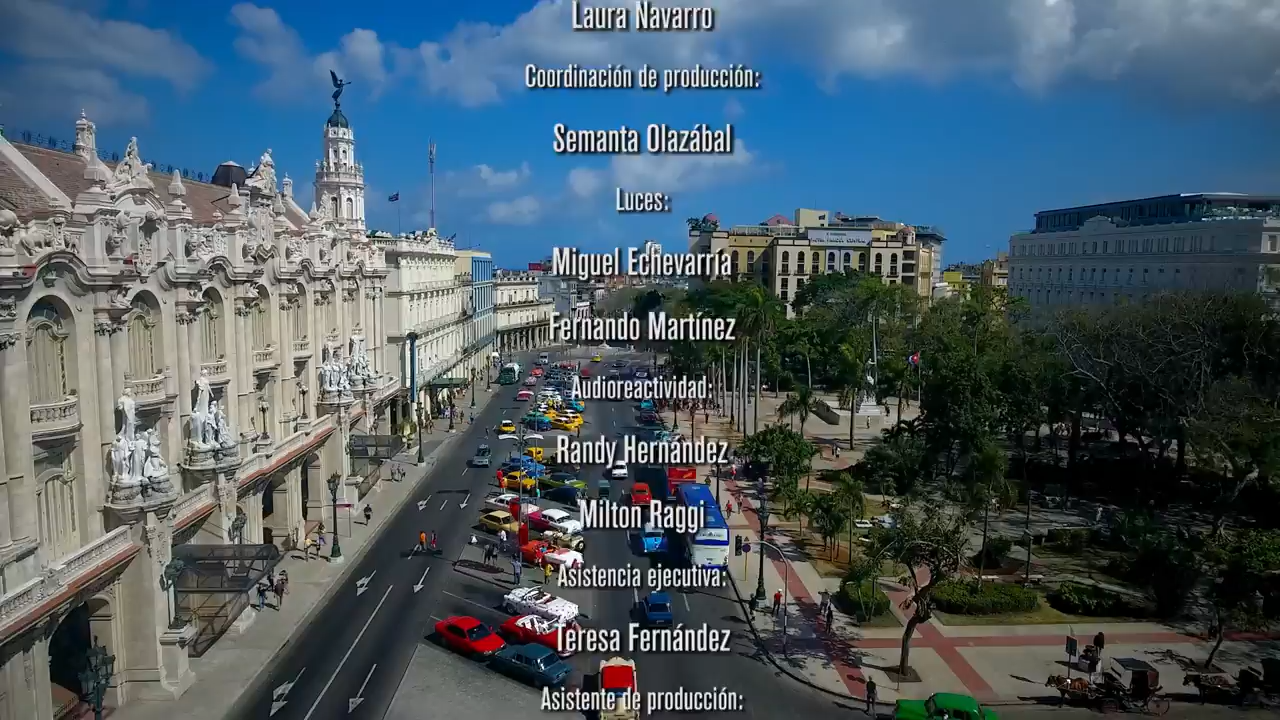 Laura Navarro
Coordinación de producción:
Semanta Olazábal
Luces:
Miguel Echevarría
Fernando Martínez
Audioreactividad:
Randy Hernández
Milton Raggi
Asistencia ejecutiva:
Teresa Fernández
Asistente de producción: